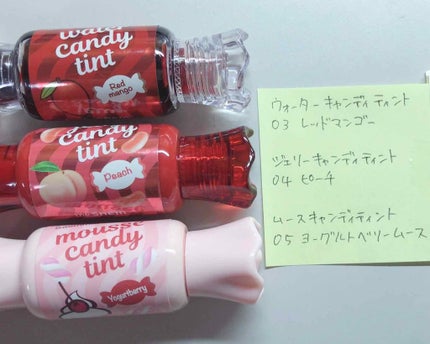 water
candy
tint
Red
mango
candy
tint
Peach
mousse
candy
tint
Yogurtberry
ウォーターキャンディティント
03 レッドマンゴー
ジェリーキャンディティント
04 ピーチ
ムースキャンディティント
05 ヨーグルトベリームース